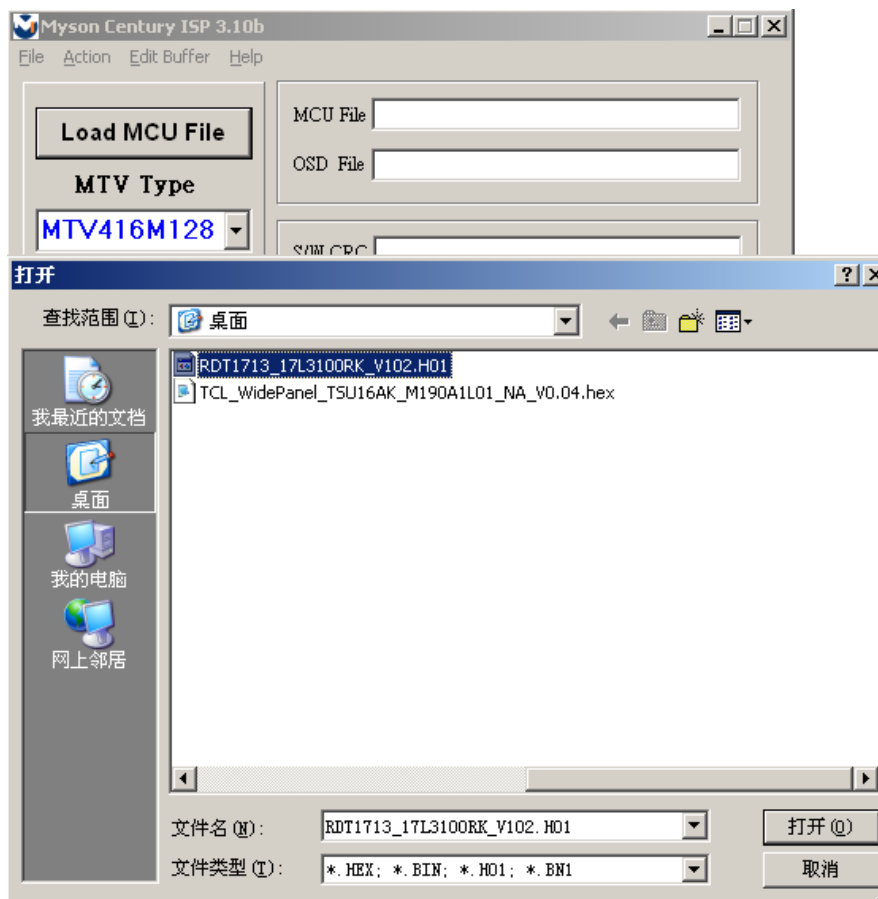 Myson Century ISP 3.10b
File Action Edit Buffer Help
Load MCU File
MCU File
OSD File
MTV Type
MTV416M128
S/W CRC
打开
查找范围(I):
桌面
RDT1713_17L3100RK_V102.H01
TCL_WidePanel_TSU16AK_M190A1L01_NA_V0.04.hex
我最近的文档
桌面
我的电脑
网上邻居
文件名(N): RDT1713_17L3100RK_V102.H01 打开(O)
文件类型(T): *.HEX; *.BIN; *.H01; *.BN1 取消